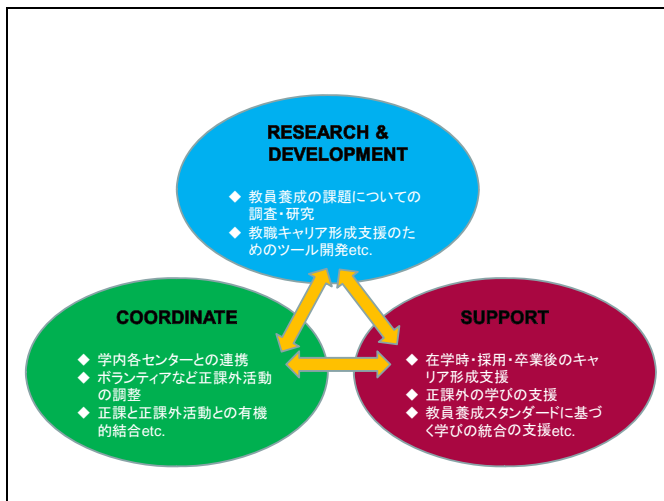 RESEARCH &
DEVELOPMENT
◆ 教員養成の課題についての
調査・研究
◆ 教職キャリア形成支援のた
めのツール開発etc.
COORDINATE
◆ 学内各センターとの連携
◆ ボランティアなど正課外活動
の調整
◆ 正課と正課外活動との有機
的結合etc.
SUPPORT
◆ 在学時・採用・卒業後のキャ
リア形成支援
◆ 正課外の学びの支援
◆ 教員養成スタンダードに基づ
く学びの統合の支援etc.